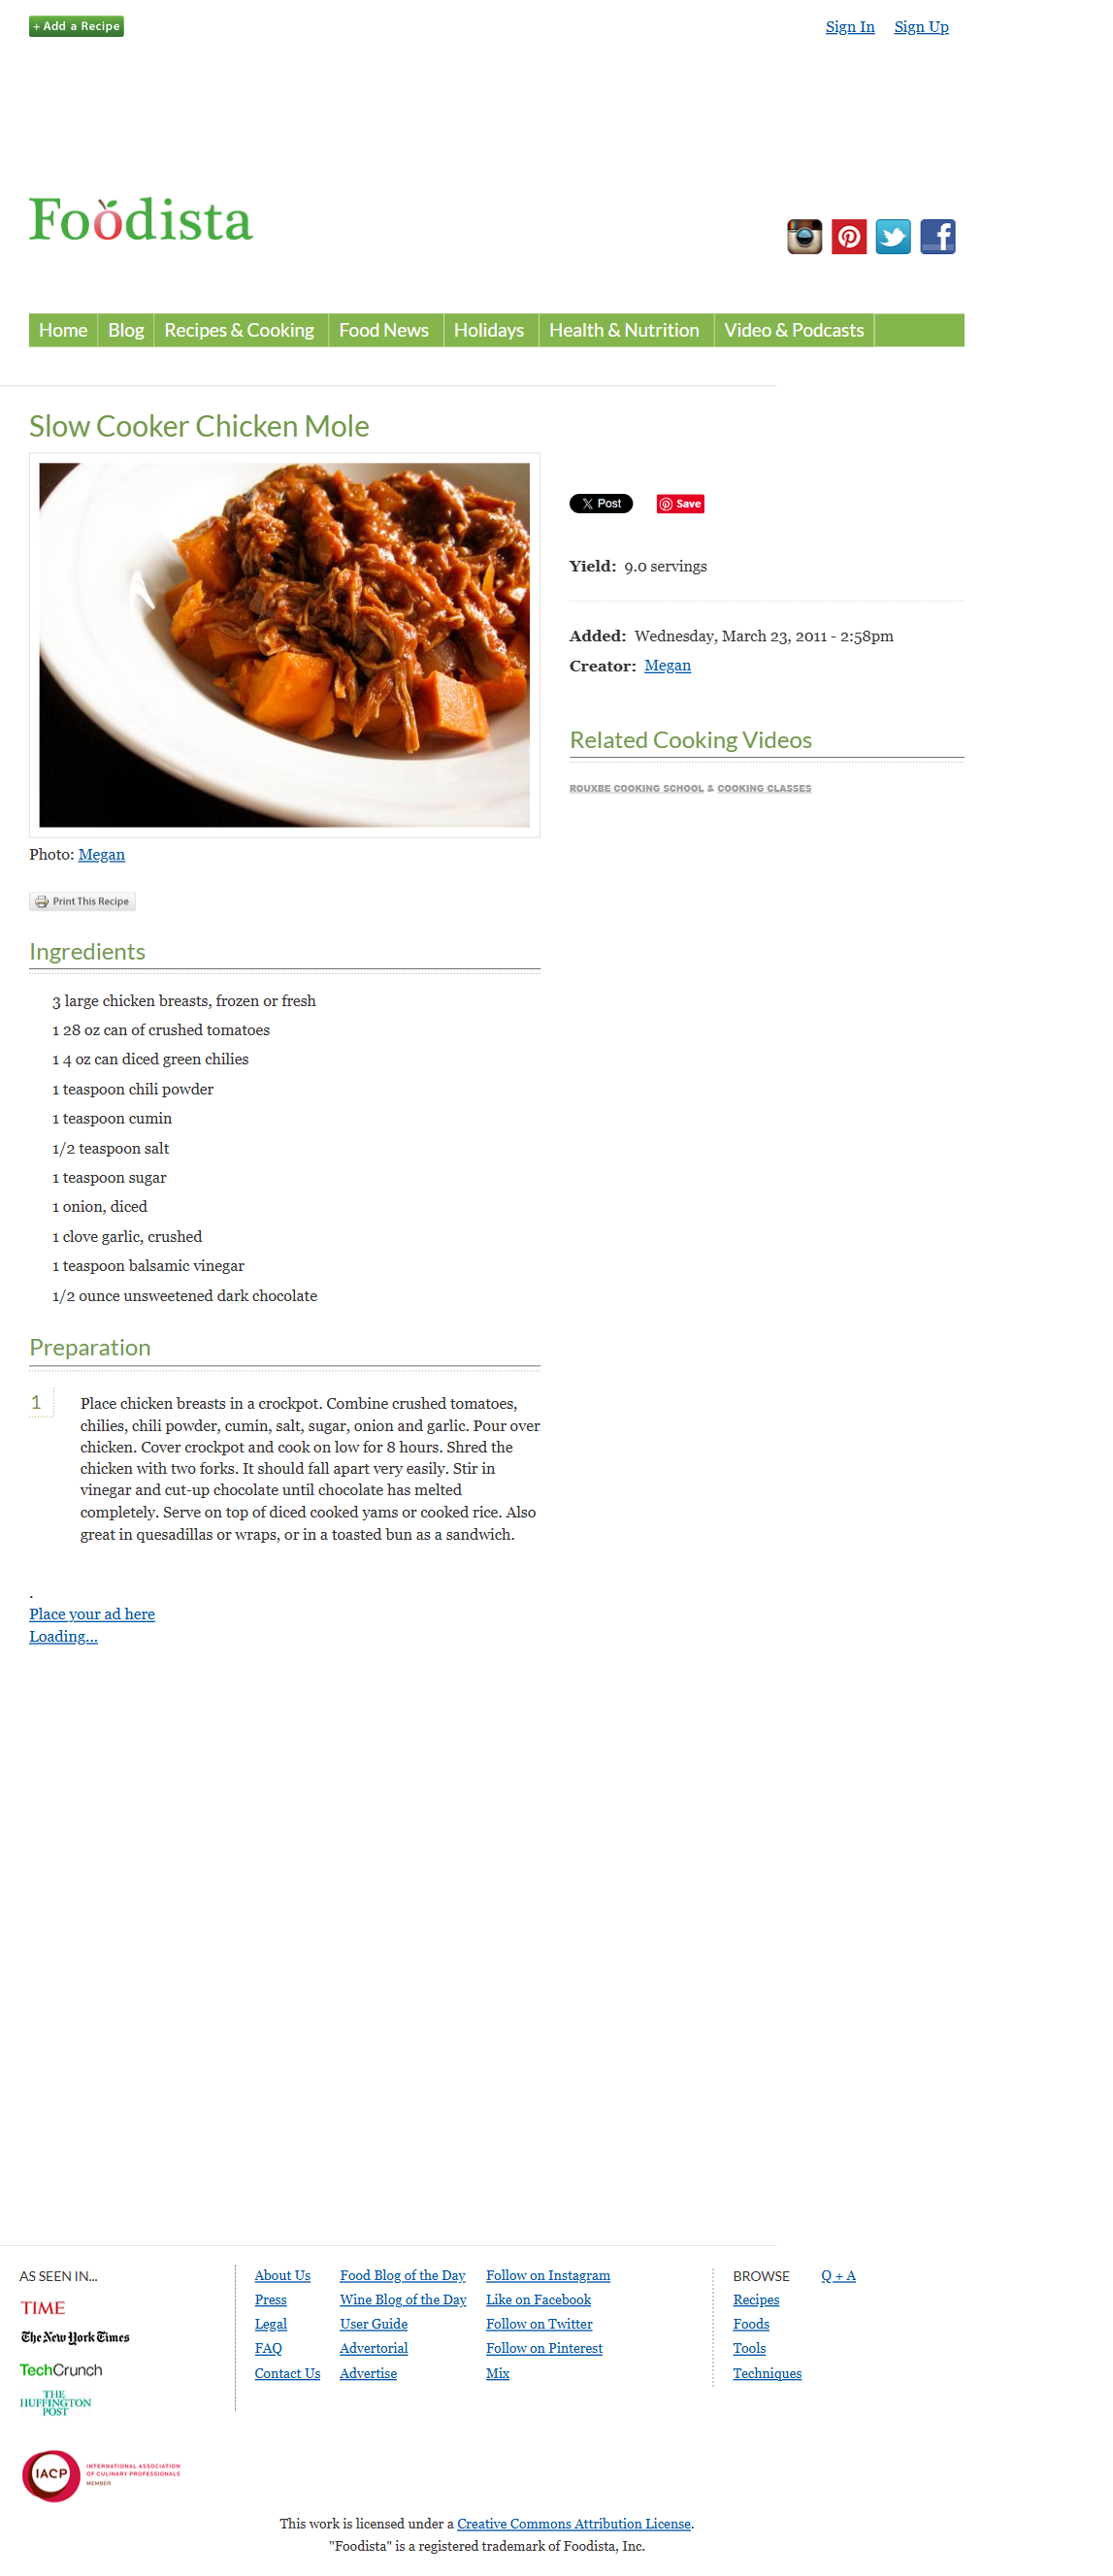 + Add a Recipe
Sign In Sign Up
Foodista
Home Blog Recipes & Cooking Food News Holidays Health & Nutrition Video & Podcasts
Slow Cooker Chicken Mole
X Post Save
Yield: 9.0 servings
Added: Wednesday, March 23, 2011 - 2:58pm
Creator: Megan
Related Cooking Videos
ROUXBE COOKING SCHOOL & COOKING CLASSES
Photo: Megan
Print This Recipe
Ingredients
3 large chicken breasts, frozen or fresh
1 28 oz can of crushed tomatoes
1 4 oz can diced green chilies
1 teaspoon chili powder
1 teaspoon cumin
1/2 teaspoon salt
1 teaspoon sugar
1 onion, diced
1 clove garlic, crushed
1 teaspoon balsamic vinegar
1/2 ounce unsweetened dark chocolate
Preparation
1
Place chicken breasts in a crockpot. Combine crushed tomatoes,
chilies, chili powder, cumin, salt, sugar, onion and garlic. Pour over
chicken. Cover crockpot and cook on low for 8 hours. Shred the
chicken with two forks. It should fall apart very easily. Stir in
vinegar and cut-up chocolate until chocolate has melted
completely. Serve on top of diced cooked yams or cooked rice. Also
great in quesadillas or wraps, or in a toasted bun as a sandwich.
.
Place your ad here
Loading...
AS SEEN IN...
TIME
The New York Times
TechCrunch
THE
HUFFINGTON
POST
About Us
Press
Legal
FAQ
Contact Us
Food Blog of the Day
Wine Blog of the Day
User Guide
Advertorial
Advertise
Follow on Instagram
Like on Facebook
Follow on Twitter
Follow on Pinterest
Mix
BROWSE
Recipes
Foods
Tools
Techniques
Q + A
IACP
INTERNATIONAL ASSOCIATION
OF CULINARY PROFESSIONALS
MEMBER
This work is licensed under a Creative Commons Attribution License.
"Foodista" is a registered trademark of Foodista, Inc.